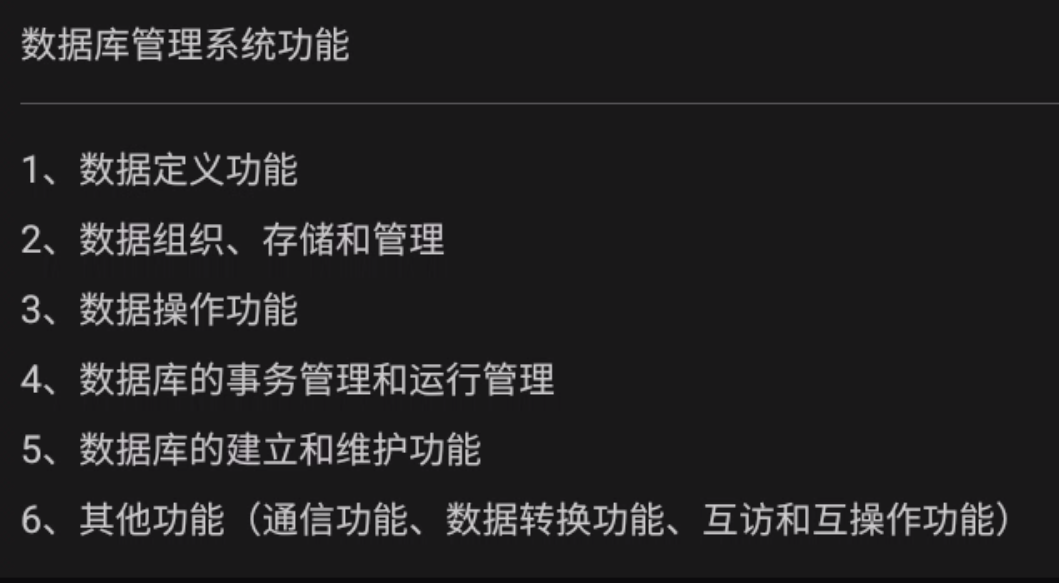 数据库管理系统功能
1、数据定义功能
2、数据组织、存储和管理
3、数据操作功能
4、数据库的事务管理和运行管理
5、数据库的建立和维护功能
6、其他功能（通信功能、数据转换功能、互访和互操作功能）